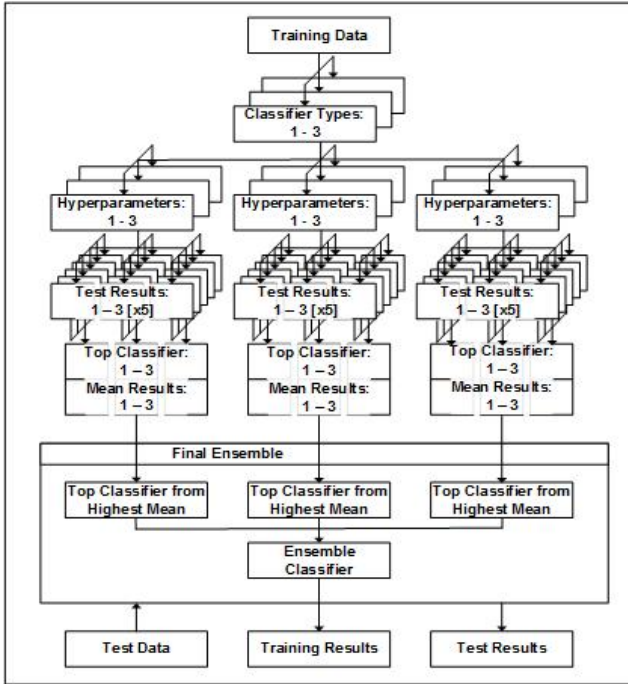 Training Data
Classifier Types:
1 - 3
Hyperparameters:
1 - 3
Hyperparameters:
1 - 3
Hyperparameters:
1 - 3
Test Results:
1 – 3 [x5]
Test Results:
1 – 3 [x5]
Test Results:
1 – 3 [x5]
Top Classifier:
1 – 3
Mean Results:
1 – 3
Top Classifier:
1 – 3
Mean Results:
1 – 3
Top Classifier:
1 – 3
Mean Results:
1 – 3
Final Ensemble
Top Classifier from
Highest Mean
Top Classifier from
Highest Mean
Top Classifier from
Highest Mean
Ensemble
Classifier
Test Data
Training Results
Test Results